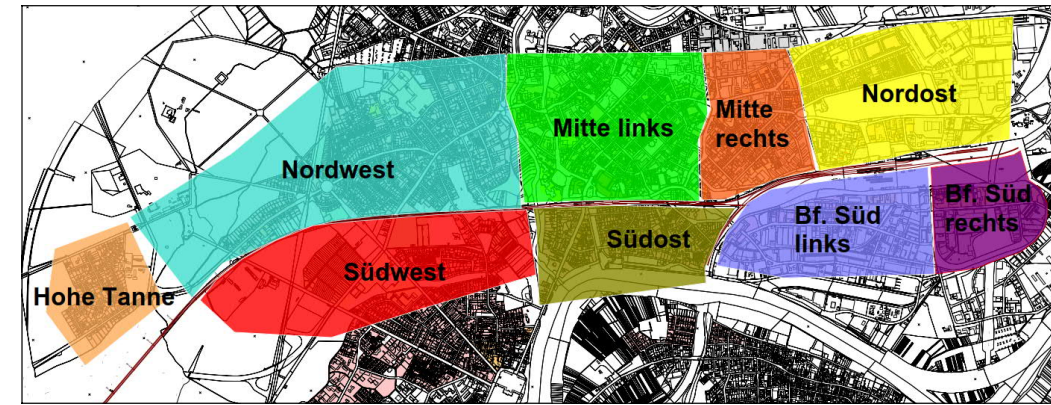 Nordost
Mitte
rechts
Mitte links
Nordwest
Bf. Süd
rechts
Bf. Süd
links
Südost
Südwest
Hohe Tanne